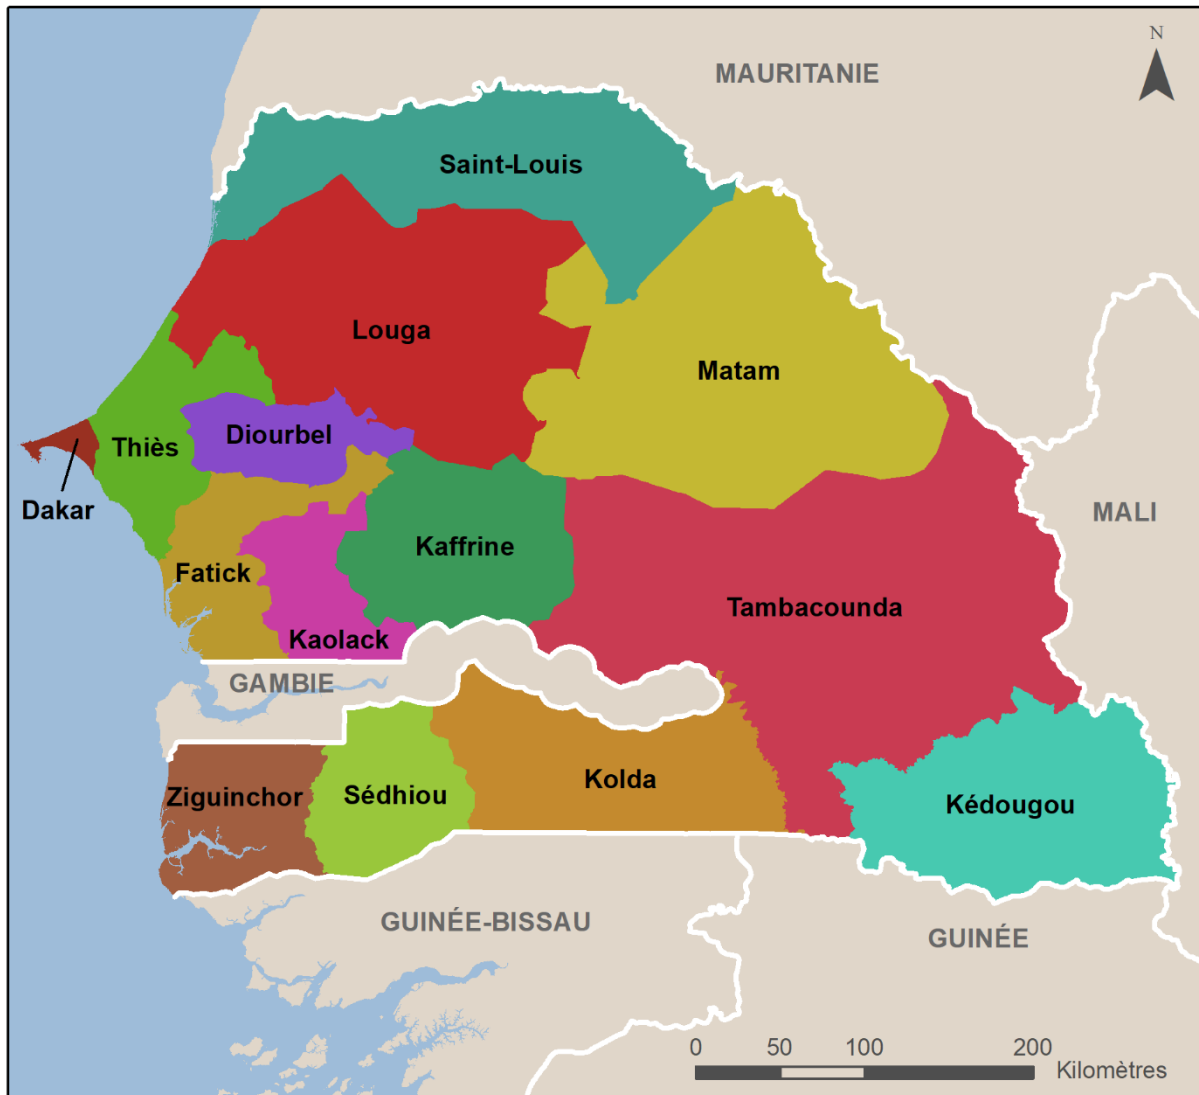 N
MAURITANIE
Saint-Louis
Louga
Matam
Diourbel
Thiès
Dakar
MALI
Kaffrine
Fatick
Tambacounda
Kaolack
GAMBIE
Kolda
Sédhiou
Ziguinchor
Kédougou
GUINÉE-BISSAU
GUINÉE
0 50 100 200
Kilomètres